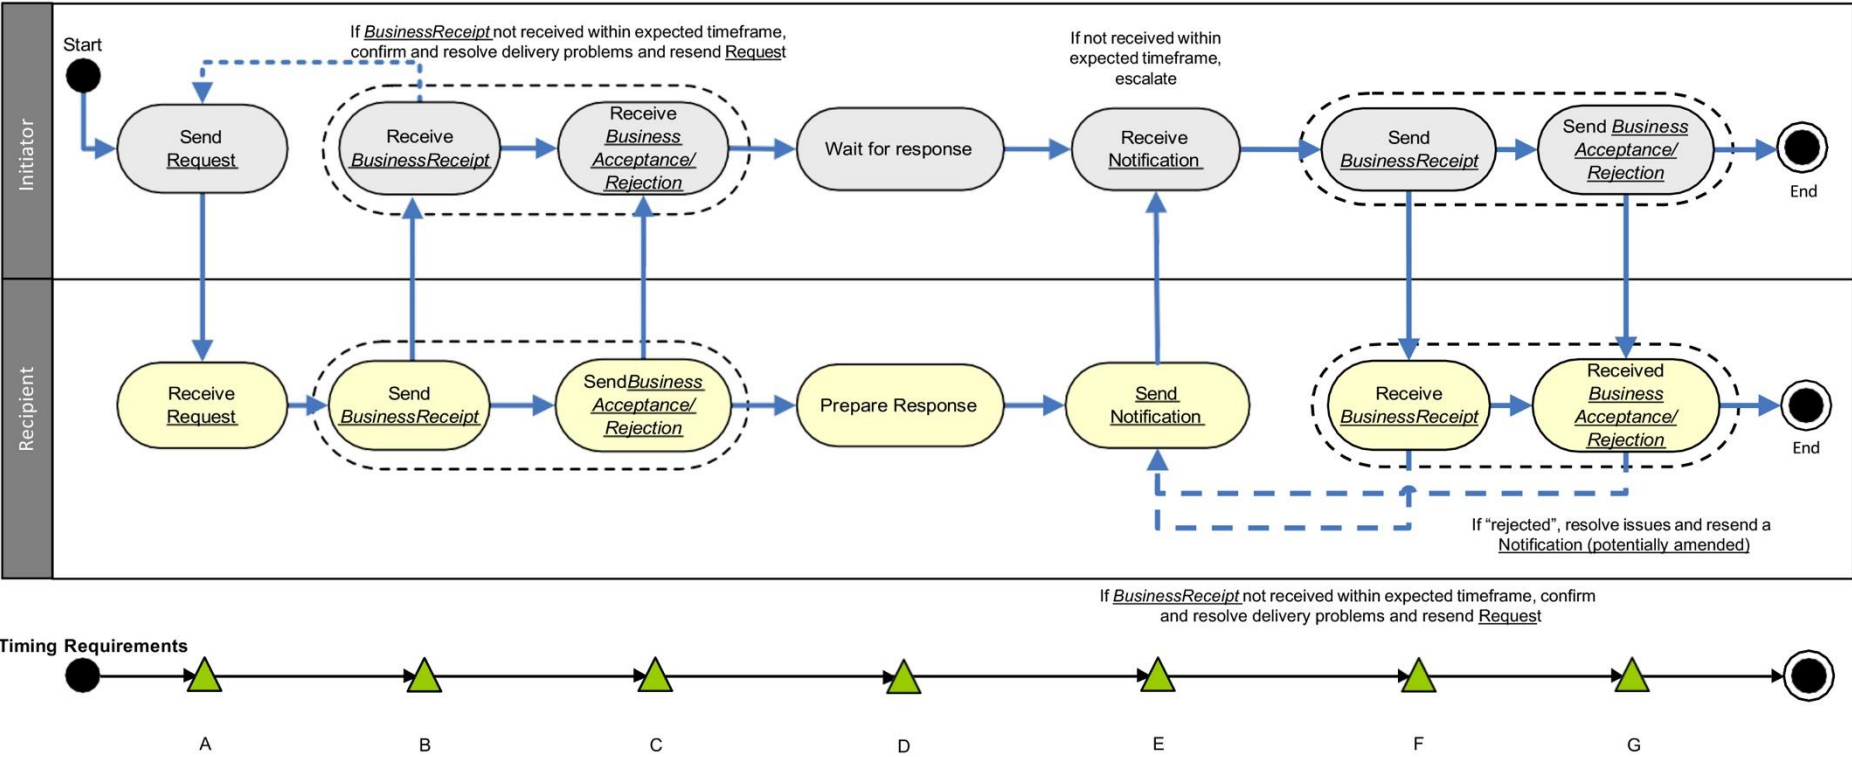 Start
If BusinessReceipt not received within expected timeframe,
confirm and resolve delivery problems and resend Request
If not received within
expected timeframe,
escalate
Initiator
Send
Request
Receive
BusinessReceipt
Receive
Business
Acceptance/
Rejection
Wait for response
Receive
Notification
Send
BusinessReceipt
Send Business
Acceptance/
Rejection
End
Recipient
Receive
Request
Send
BusinessReceipt
SendBusiness
Acceptance/
Rejection
Prepare Response
Send
Notification
Receive
BusinessReceipt
Received
Business
Acceptance/
Rejection
End
If “rejected”, resolve issues and resend a
Notification (potentially amended)
If BusinessReceipt not received within expected timeframe, confirm
and resolve delivery problems and resend Request
Timing Requirements
A B C D E F G